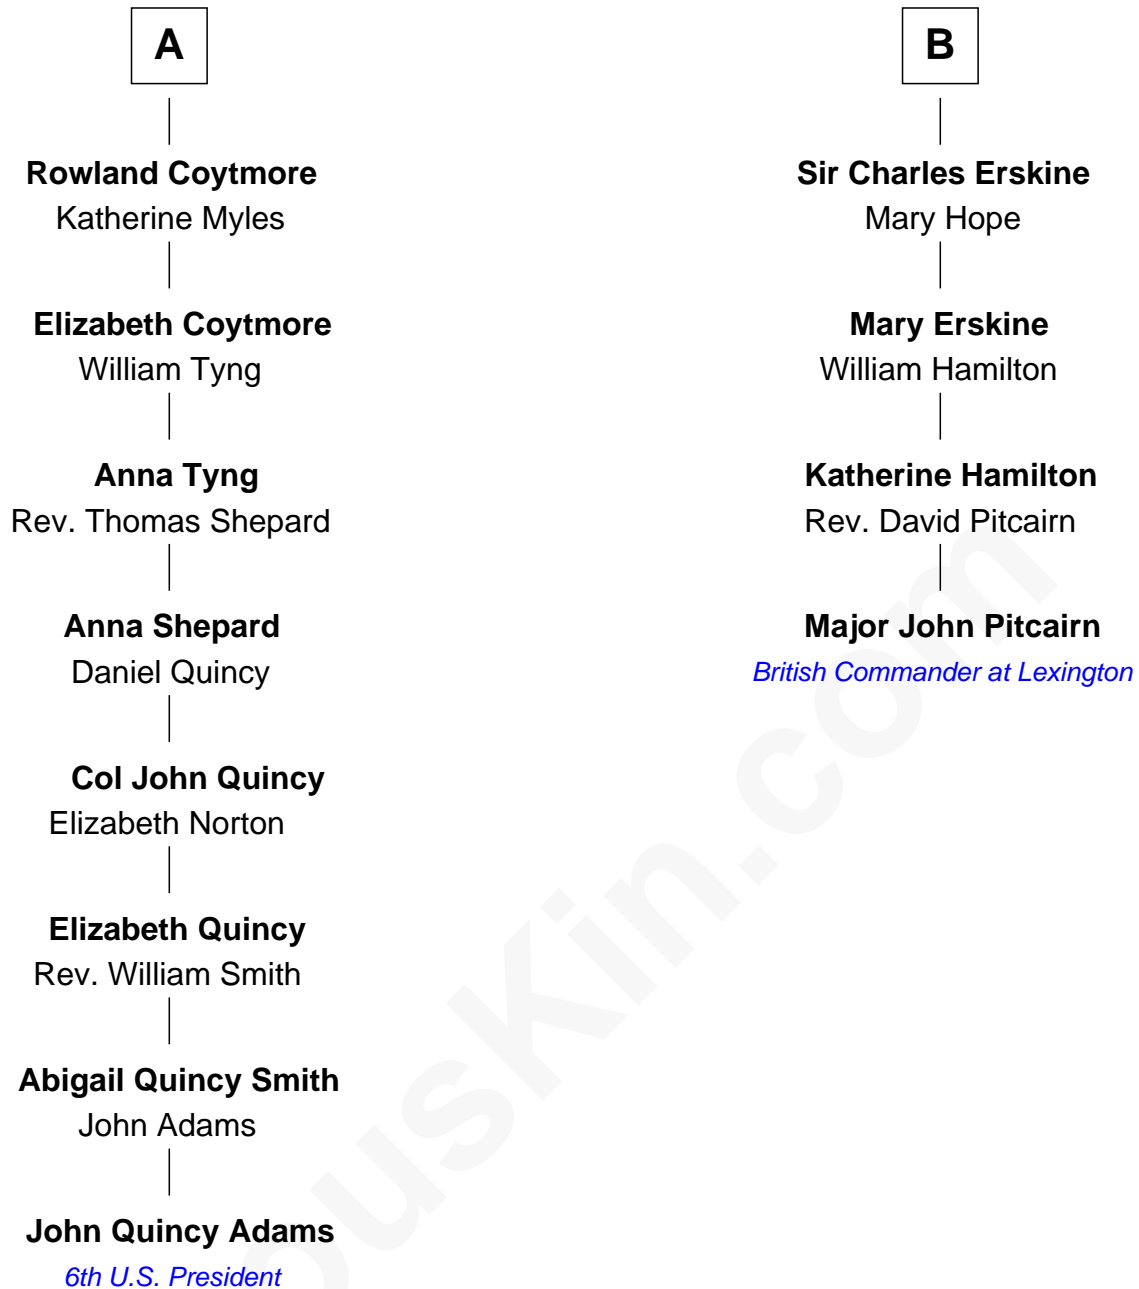 A
Rowland Coytmore
Katherine Myles
Elizabeth Coytmore
William Tyng
Anna Tyng
Rev. Thomas Shepard
Anna Shepard
Daniel Quincy
Col John Quincy
Elizabeth Norton
Elizabeth Quincy
Rev. William Smith
Abigail Quincy Smith
John Adams
John Quincy Adams
6th U.S. President
B
Sir Charles Erskine
Mary Hope
Mary Erskine
William Hamilton
Katherine Hamilton
Rev. David Pitcairn
Major John Pitcairn
British Commander at Lexington
ousKin.com